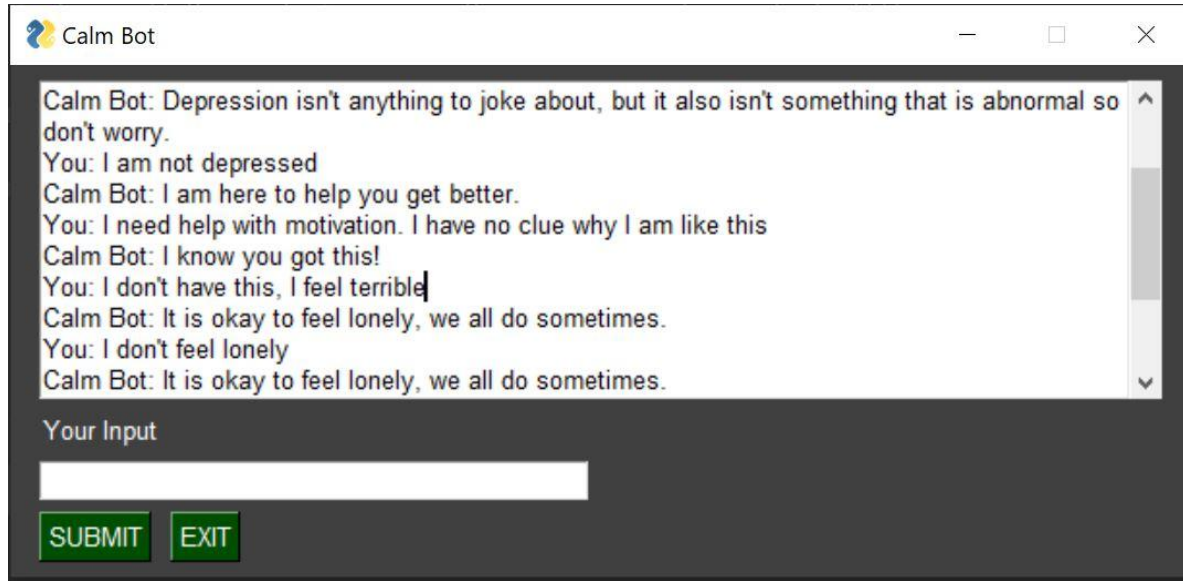 Calm Bot
Calm Bot: Depression isn't anything to joke about, but it also isn't something that is abnormal so
don't worry.
You: I am not depressed
Calm Bot: I am here to help you get better.
You: I need help with motivation. I have no clue why I am like this
Calm Bot: I know you got this!
You: I don't have this, I feel terrible
Calm Bot: It is okay to feel lonely, we all do sometimes.
You: I don't feel lonely
Calm Bot: It is okay to feel lonely, we all do sometimes.
Your Input
SUBMIT EXIT